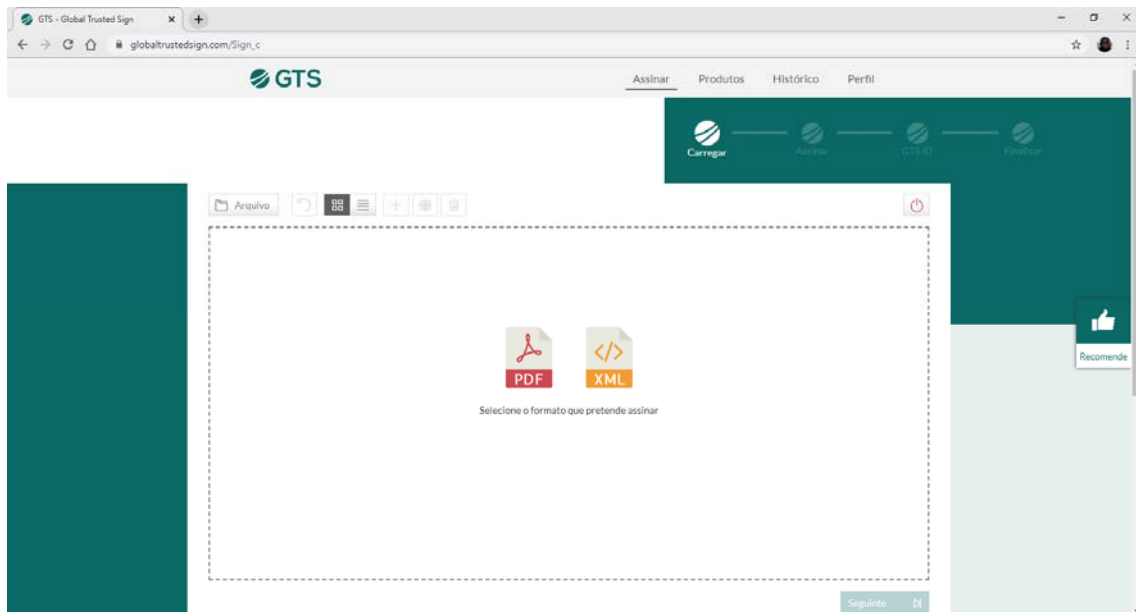 GTS - Global Trusted Sign
globaltrustedsign.com/Sign_c
GTS
Assinar Produtos Histórico Perfil
Carregar Assinar GTS ID Finalizar
Arquivo
PDF XML
Selecione o formato que pretende assinar
Recomende
Seguinte